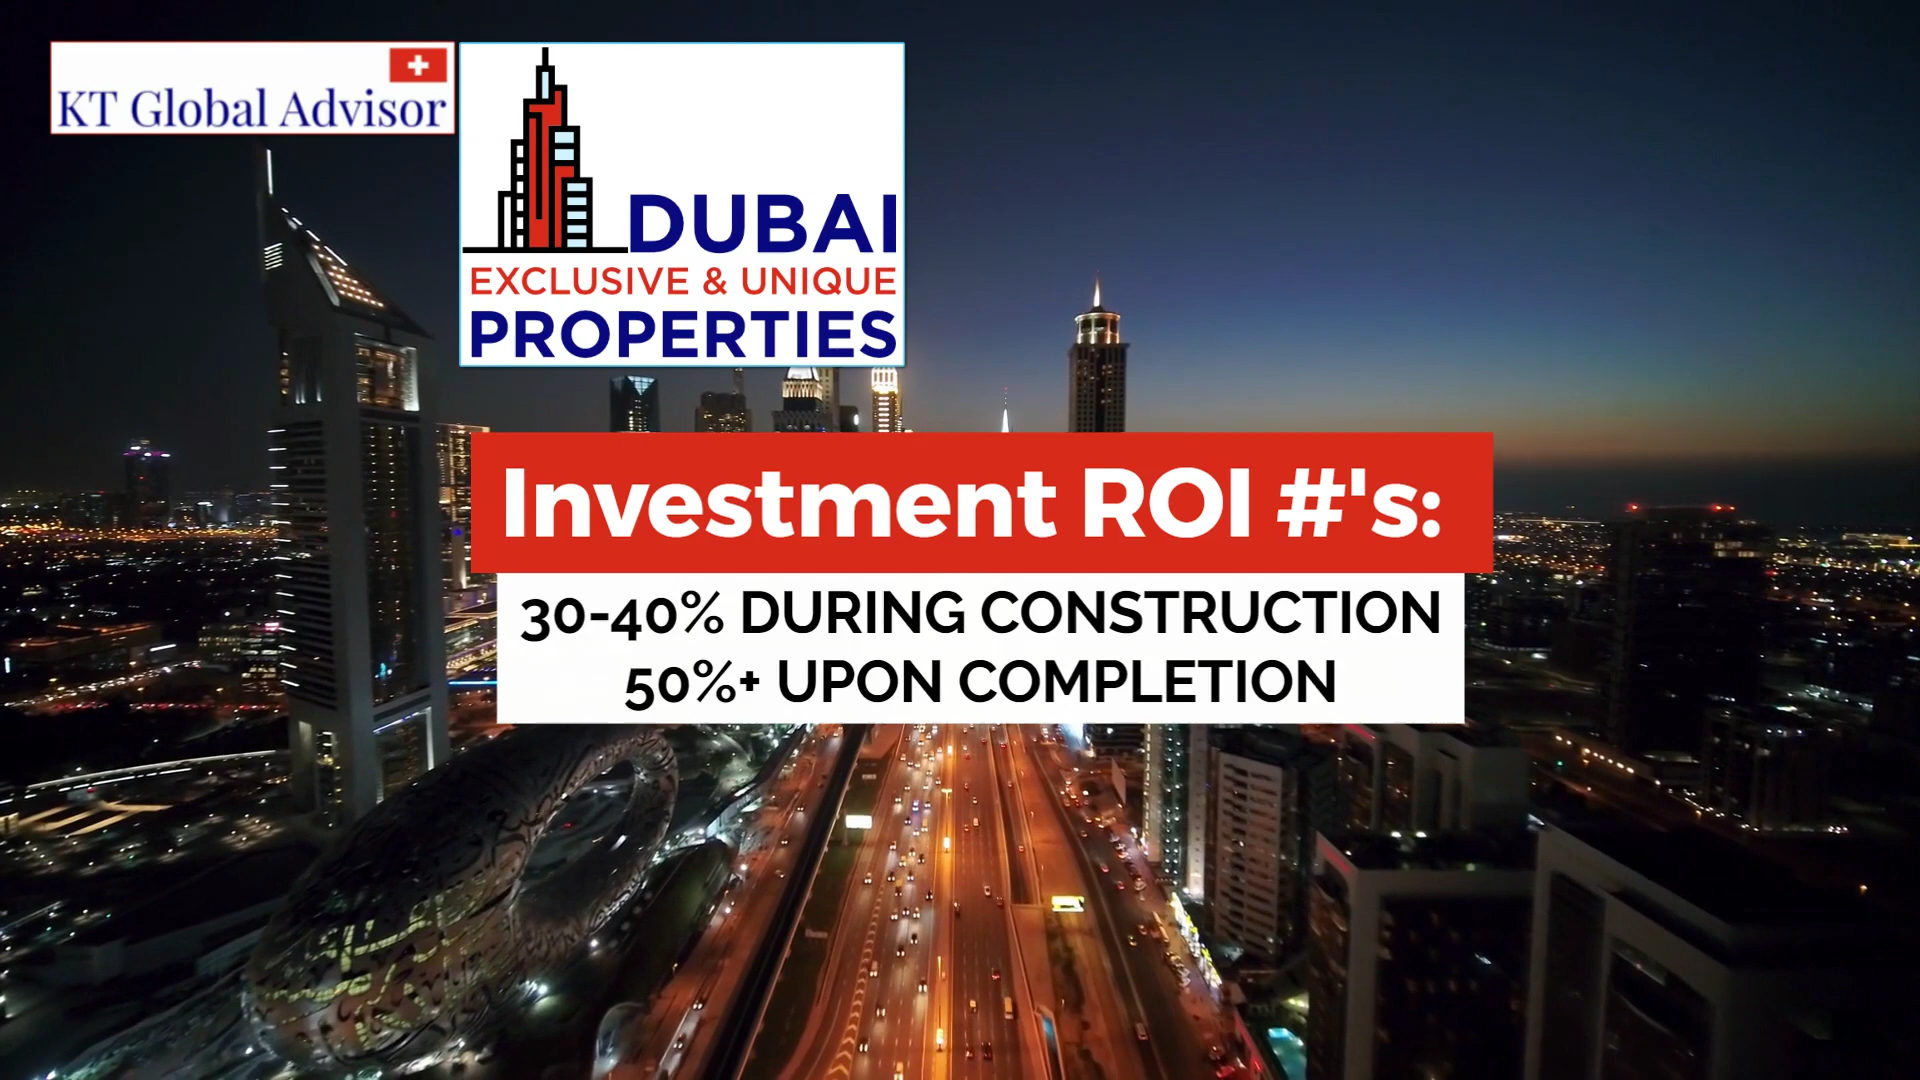 KT Global Advisor
DUBAI
EXCLUSIVE & UNIQUE
PROPERTIES
Investment ROI #'s:
30-40% DURING CONSTRUCTION
50%+ UPON COMPLETION